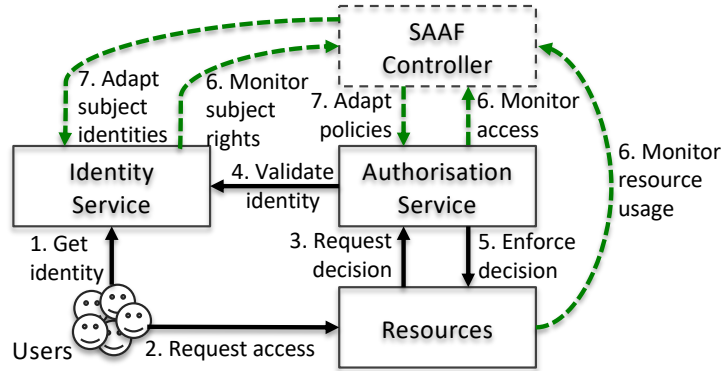 SAAF
Controller
7. Adapt
subject
identities
6. Monitor
subject
rights
7. Adapt
policies
6. Monitor
access
6. Monitor
resource
usage
Identity
Service
4. Validate
identity
Authorisation
Service
1. Get
identity
3. Request
decision
5. Enforce
decision
Users
2. Request access
Resources